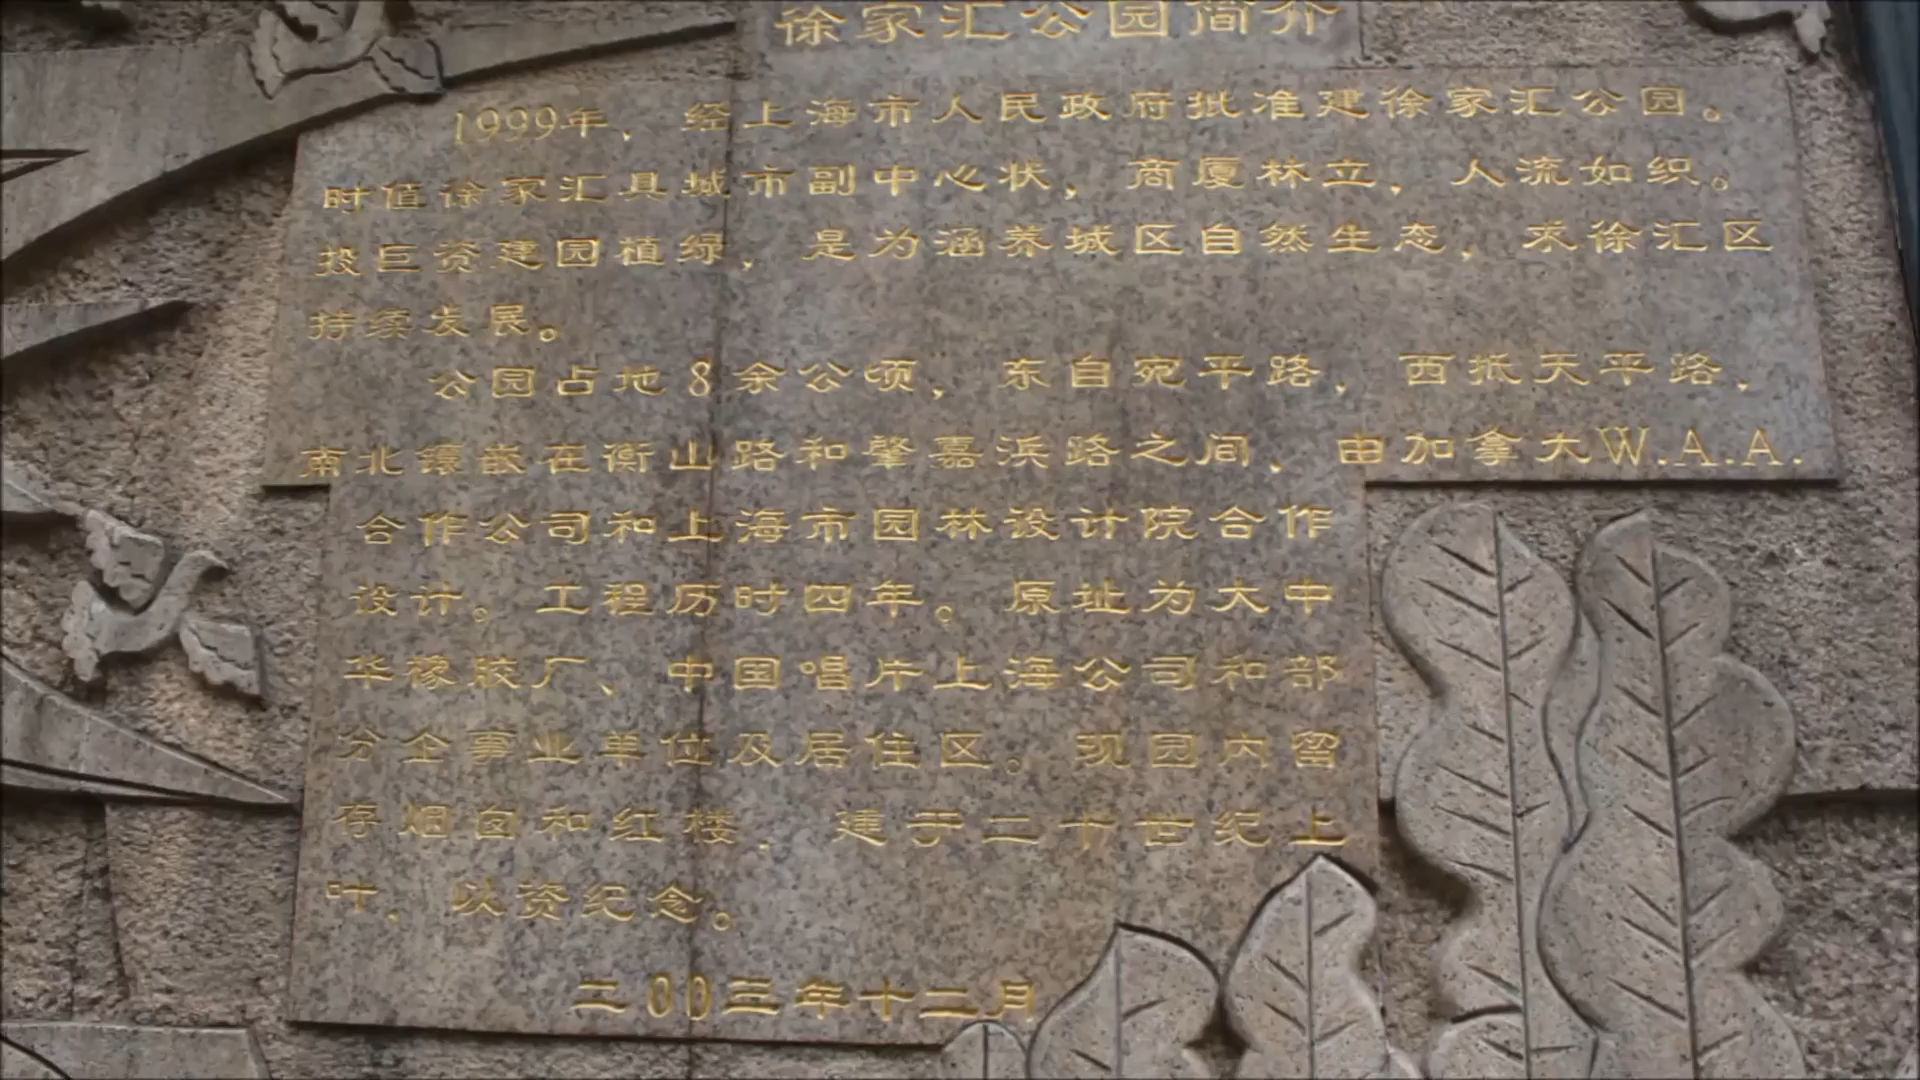 徐家汇公园简介
1999年，经上海市人民政府批准建徐家汇公园。
时值徐家汇具城市副中心状，商厦林立，人流如织。
投巨资建园植绿，是为涵养城区自然生态，求徐汇区
持续发展。
公园占地8余公顷，东自宛平路，西抵天平路，
南北镶嵌在衡山路和肇嘉浜路之间，由加拿大W.A.A.
合作公司和上海市园林设计院合作
设计。工程历时四年。原址为大中
华橡胶厂、中国唱片上海公司和部
分企事业单位及居住区。现园内留
存烟囱和红楼，建于二十世纪上
叶，以资纪念。
二00三年十二月